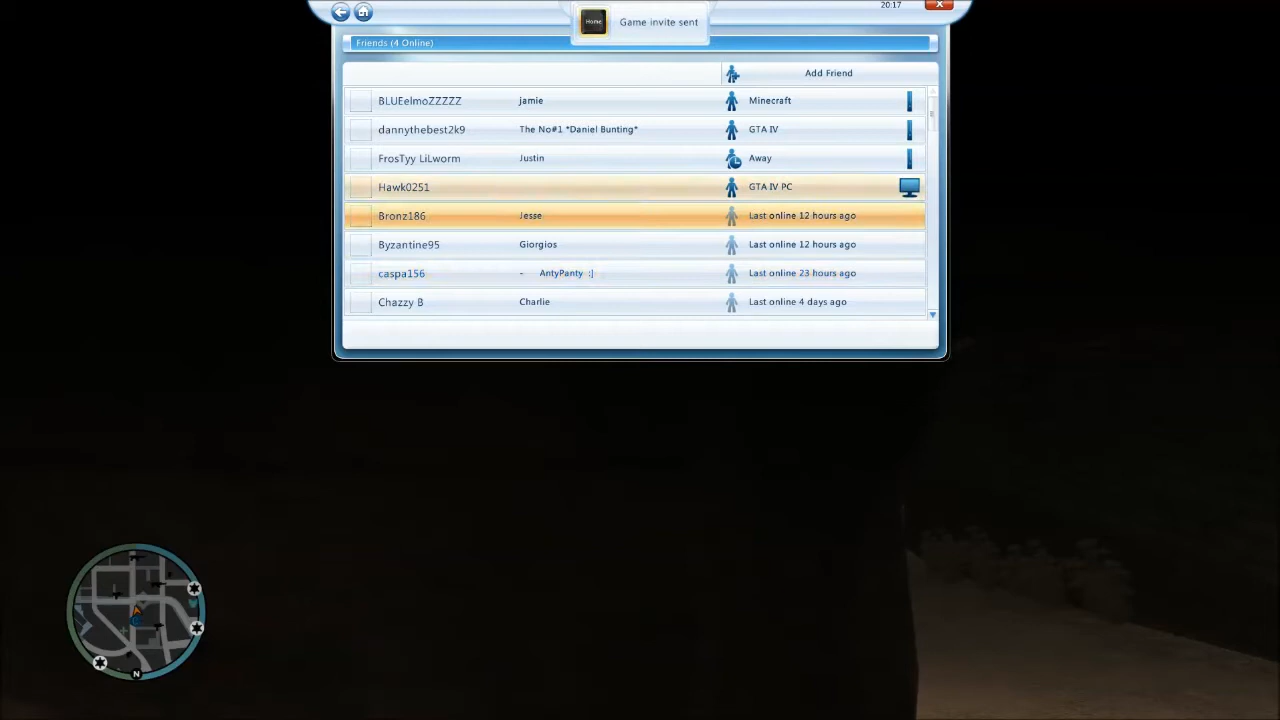 20:17
Home Game invite sent
Friends (4 Online)
Add Friend
BLUEelmoZZZZZ jamie Minecraft
dannythebest2k9 The No#1 *Daniel Bunting* GTA IV
FrosTyy LiLworm Justin Away
Hawk0251 GTA IV PC
Bronz186 Jesse Last online 12 hours ago
Byzantine95 Giorgios Last online 12 hours ago
caspa156 - AntyPanty :| Last online 23 hours ago
Chazzy B Charlie Last online 4 days ago
N